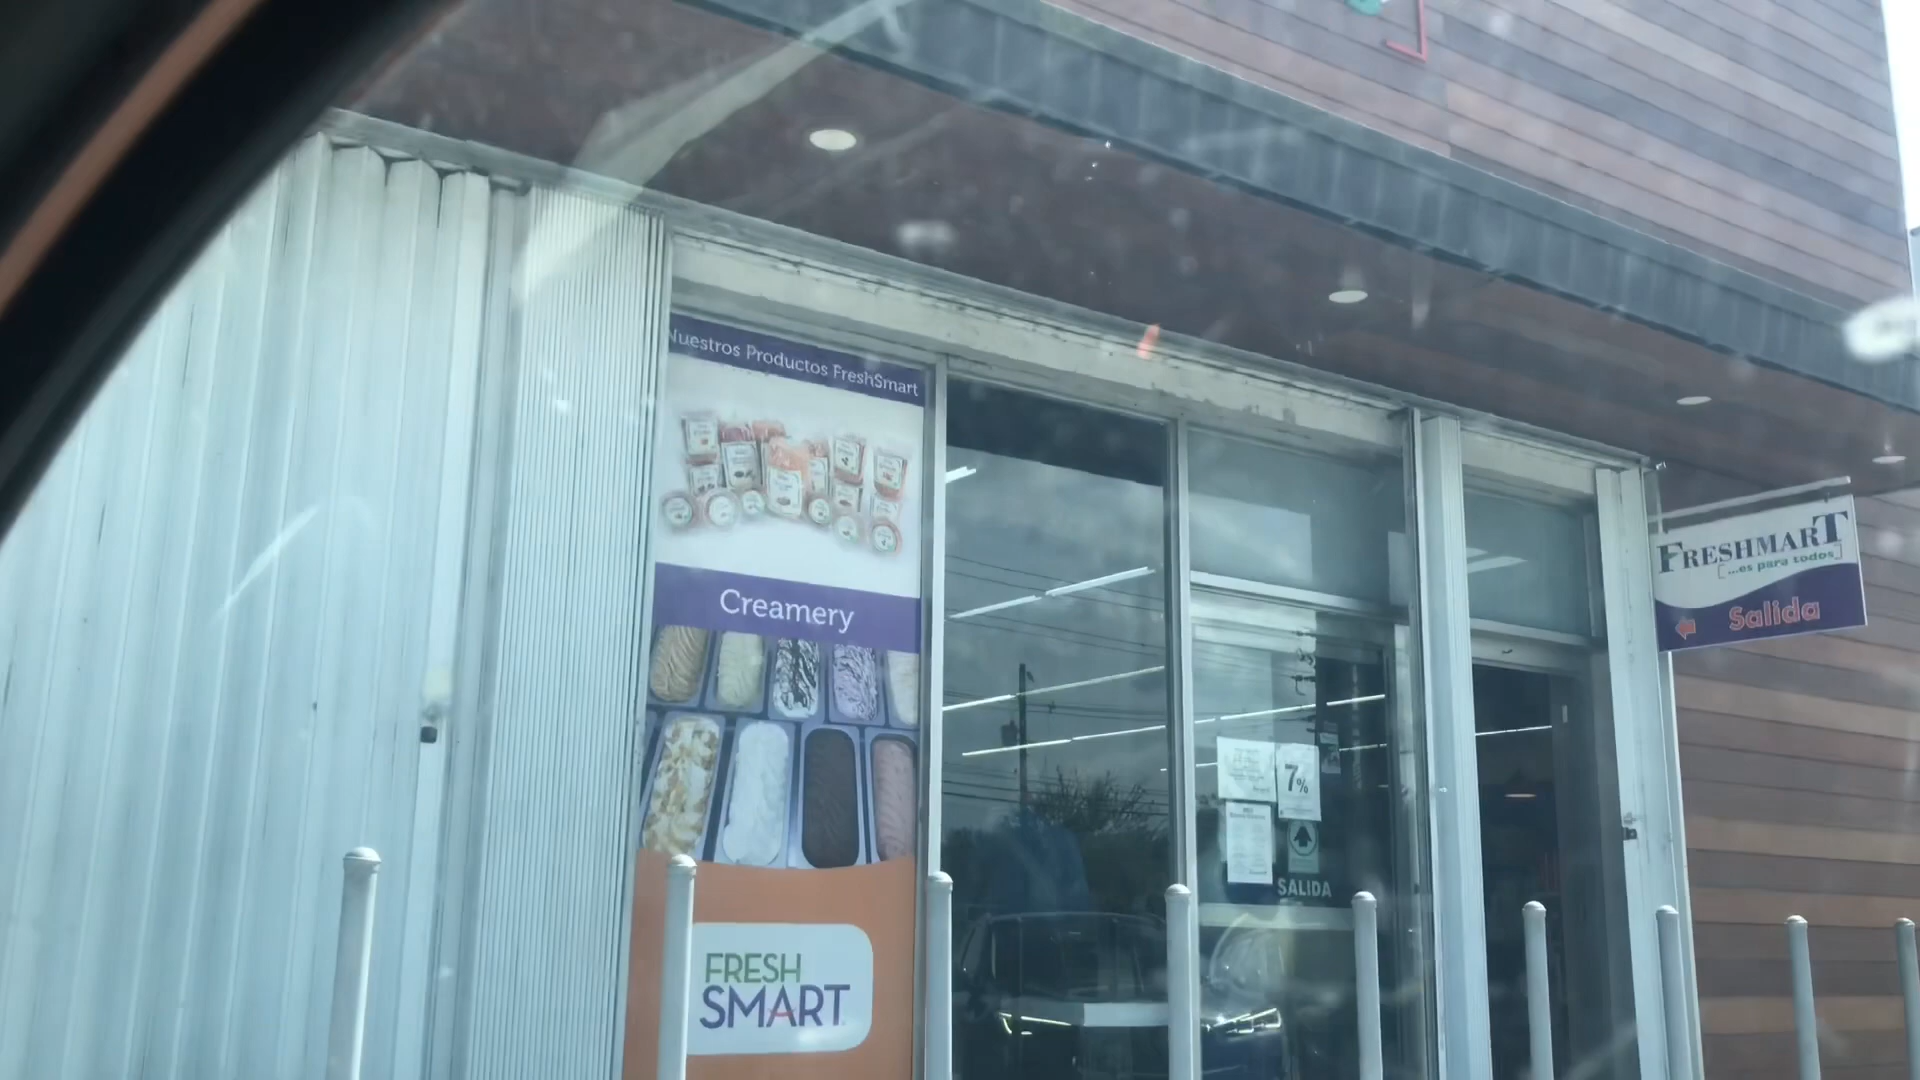 Nuestros Productos FreshSmart
Creamery
FRESH
SMART
7%
SALIDA
FRESHMART
[...es para todos]
Salida